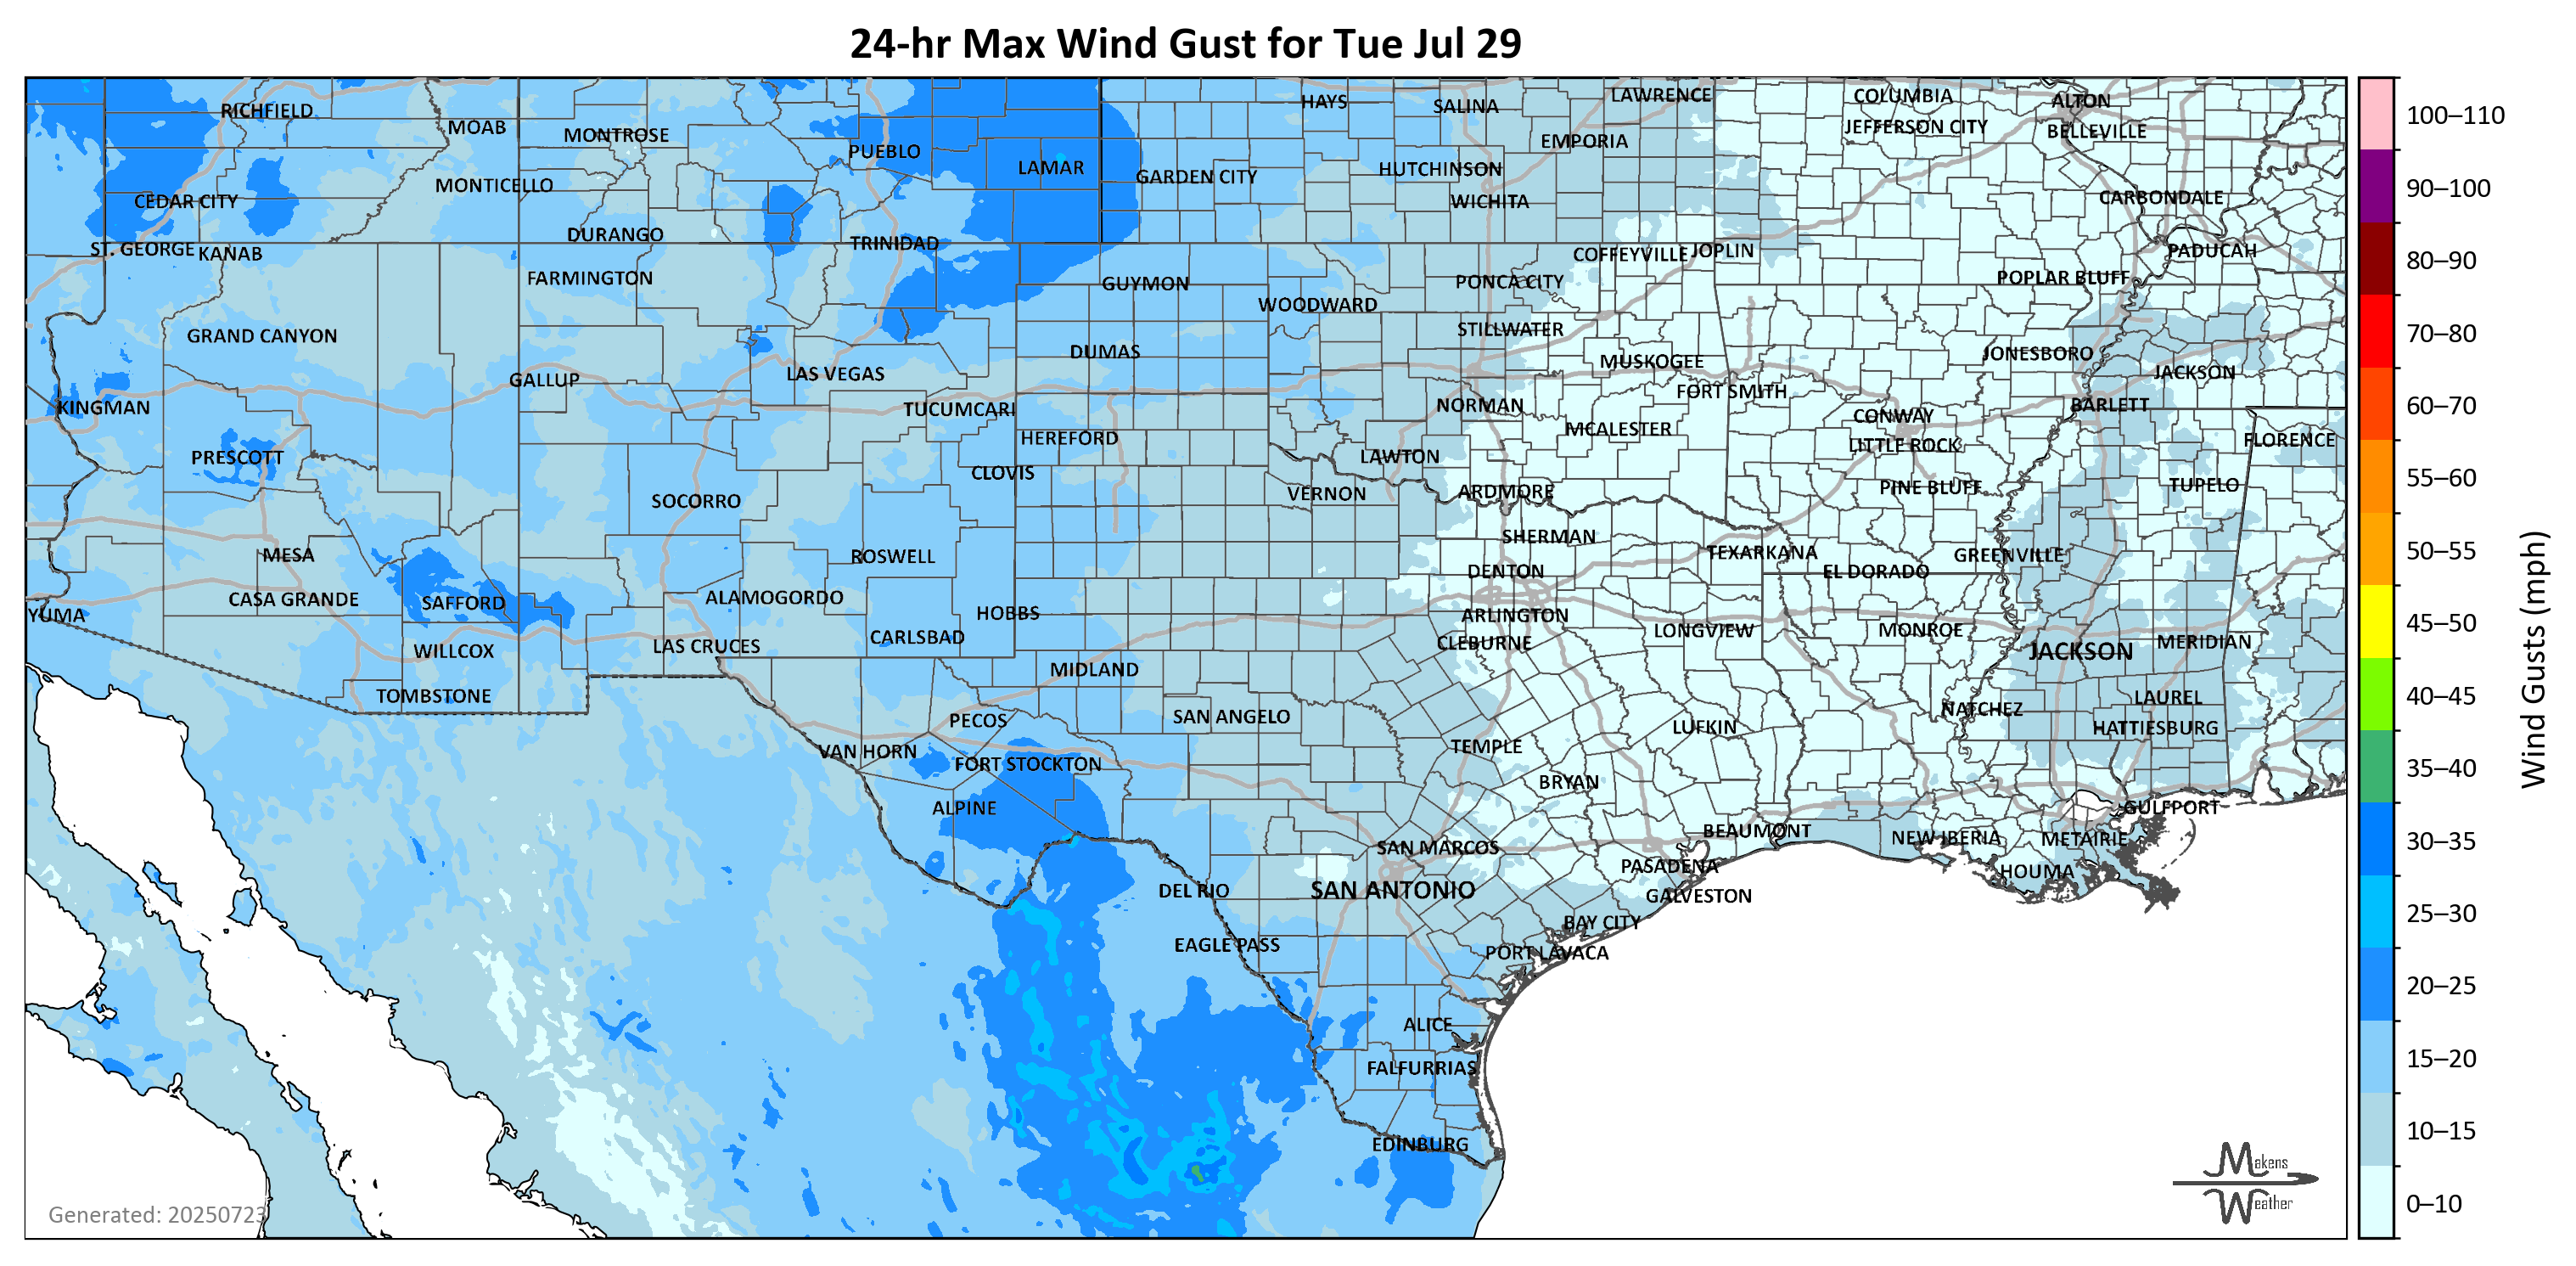 24-hr Max Wind Gust for Tue Jul 29
HAYS
SALINA
LAWRENCE
COLUMBIA
ALTON
RICHFIELD
MOAB
MONTROSE
EMPORIA
JEFFERSON CITY
BELLEVILLE
PUEBLO
LAMAR
GARDEN CITY
HUTCHINSON
MONTICELLO
CEDAR CITY
WICHITA
CARBONDALE
DURANGO
TRINIDAD
ST. GEORGE
KANAB
COFFEYVILLE
JOPLIN
PADUCAH
FARMINGTON
GUYMON
PONCA CITY
POPLAR BLUFF
WOODWARD
GRAND CANYON
STILLWATER
DUMAS
MUSKOGEE
JONESBORO
JACKSON
GALLUP
LAS VEGAS
FORT SMITH
KINGMAN
TUCUMCARI
NORMAN
CONWAY
BARLETT
HEREFORD
MCALESTER
LITTLE ROCK
FLORENCE
PRESCOTT
CLOVIS
LAWTON
SOCORRO
VERNON
ARDMORE
PINE BLUFF
TUPELO
MESA
ROSWELL
SHERMAN
TEXARKANA
GREENVILLE
DENTON
EL DORADO
CASA GRANDE
SAFFORD
ALAMOGORDO
HOBBS
ARLINGTON
YUMA
CARLSBAD
CLEBURNE
LONGVIEW
MONROE
WILLCOX
LAS CRUCES
JACKSON
MERIDIAN
MIDLAND
TOMBSTONE
LAUREL
PECOS
SAN ANGELO
NATCHEZ
LUFKIN
HATTIESBURG
VAN HORN
FORT STOCKTON
TEMPLE
BRYAN
ALPINE
GULFPORT
BEAUMONT
NEW IBERIA
METAIRIE
SAN MARCOS
PASADENA
HOUMA
DEL RIO
SAN ANTONIO
GALVESTON
BAY CITY
EAGLE PASS
PORT LAVACA
ALICE
FALFURRIAS
EDINBURG
Generated: 20250723
Makens
Weather
100–110
90–100
80–90
70–80
60–70
55–60
50–55
45–50
40–45
35–40
30–35
25–30
20–25
15–20
10–15
0–10
Wind Gusts (mph)